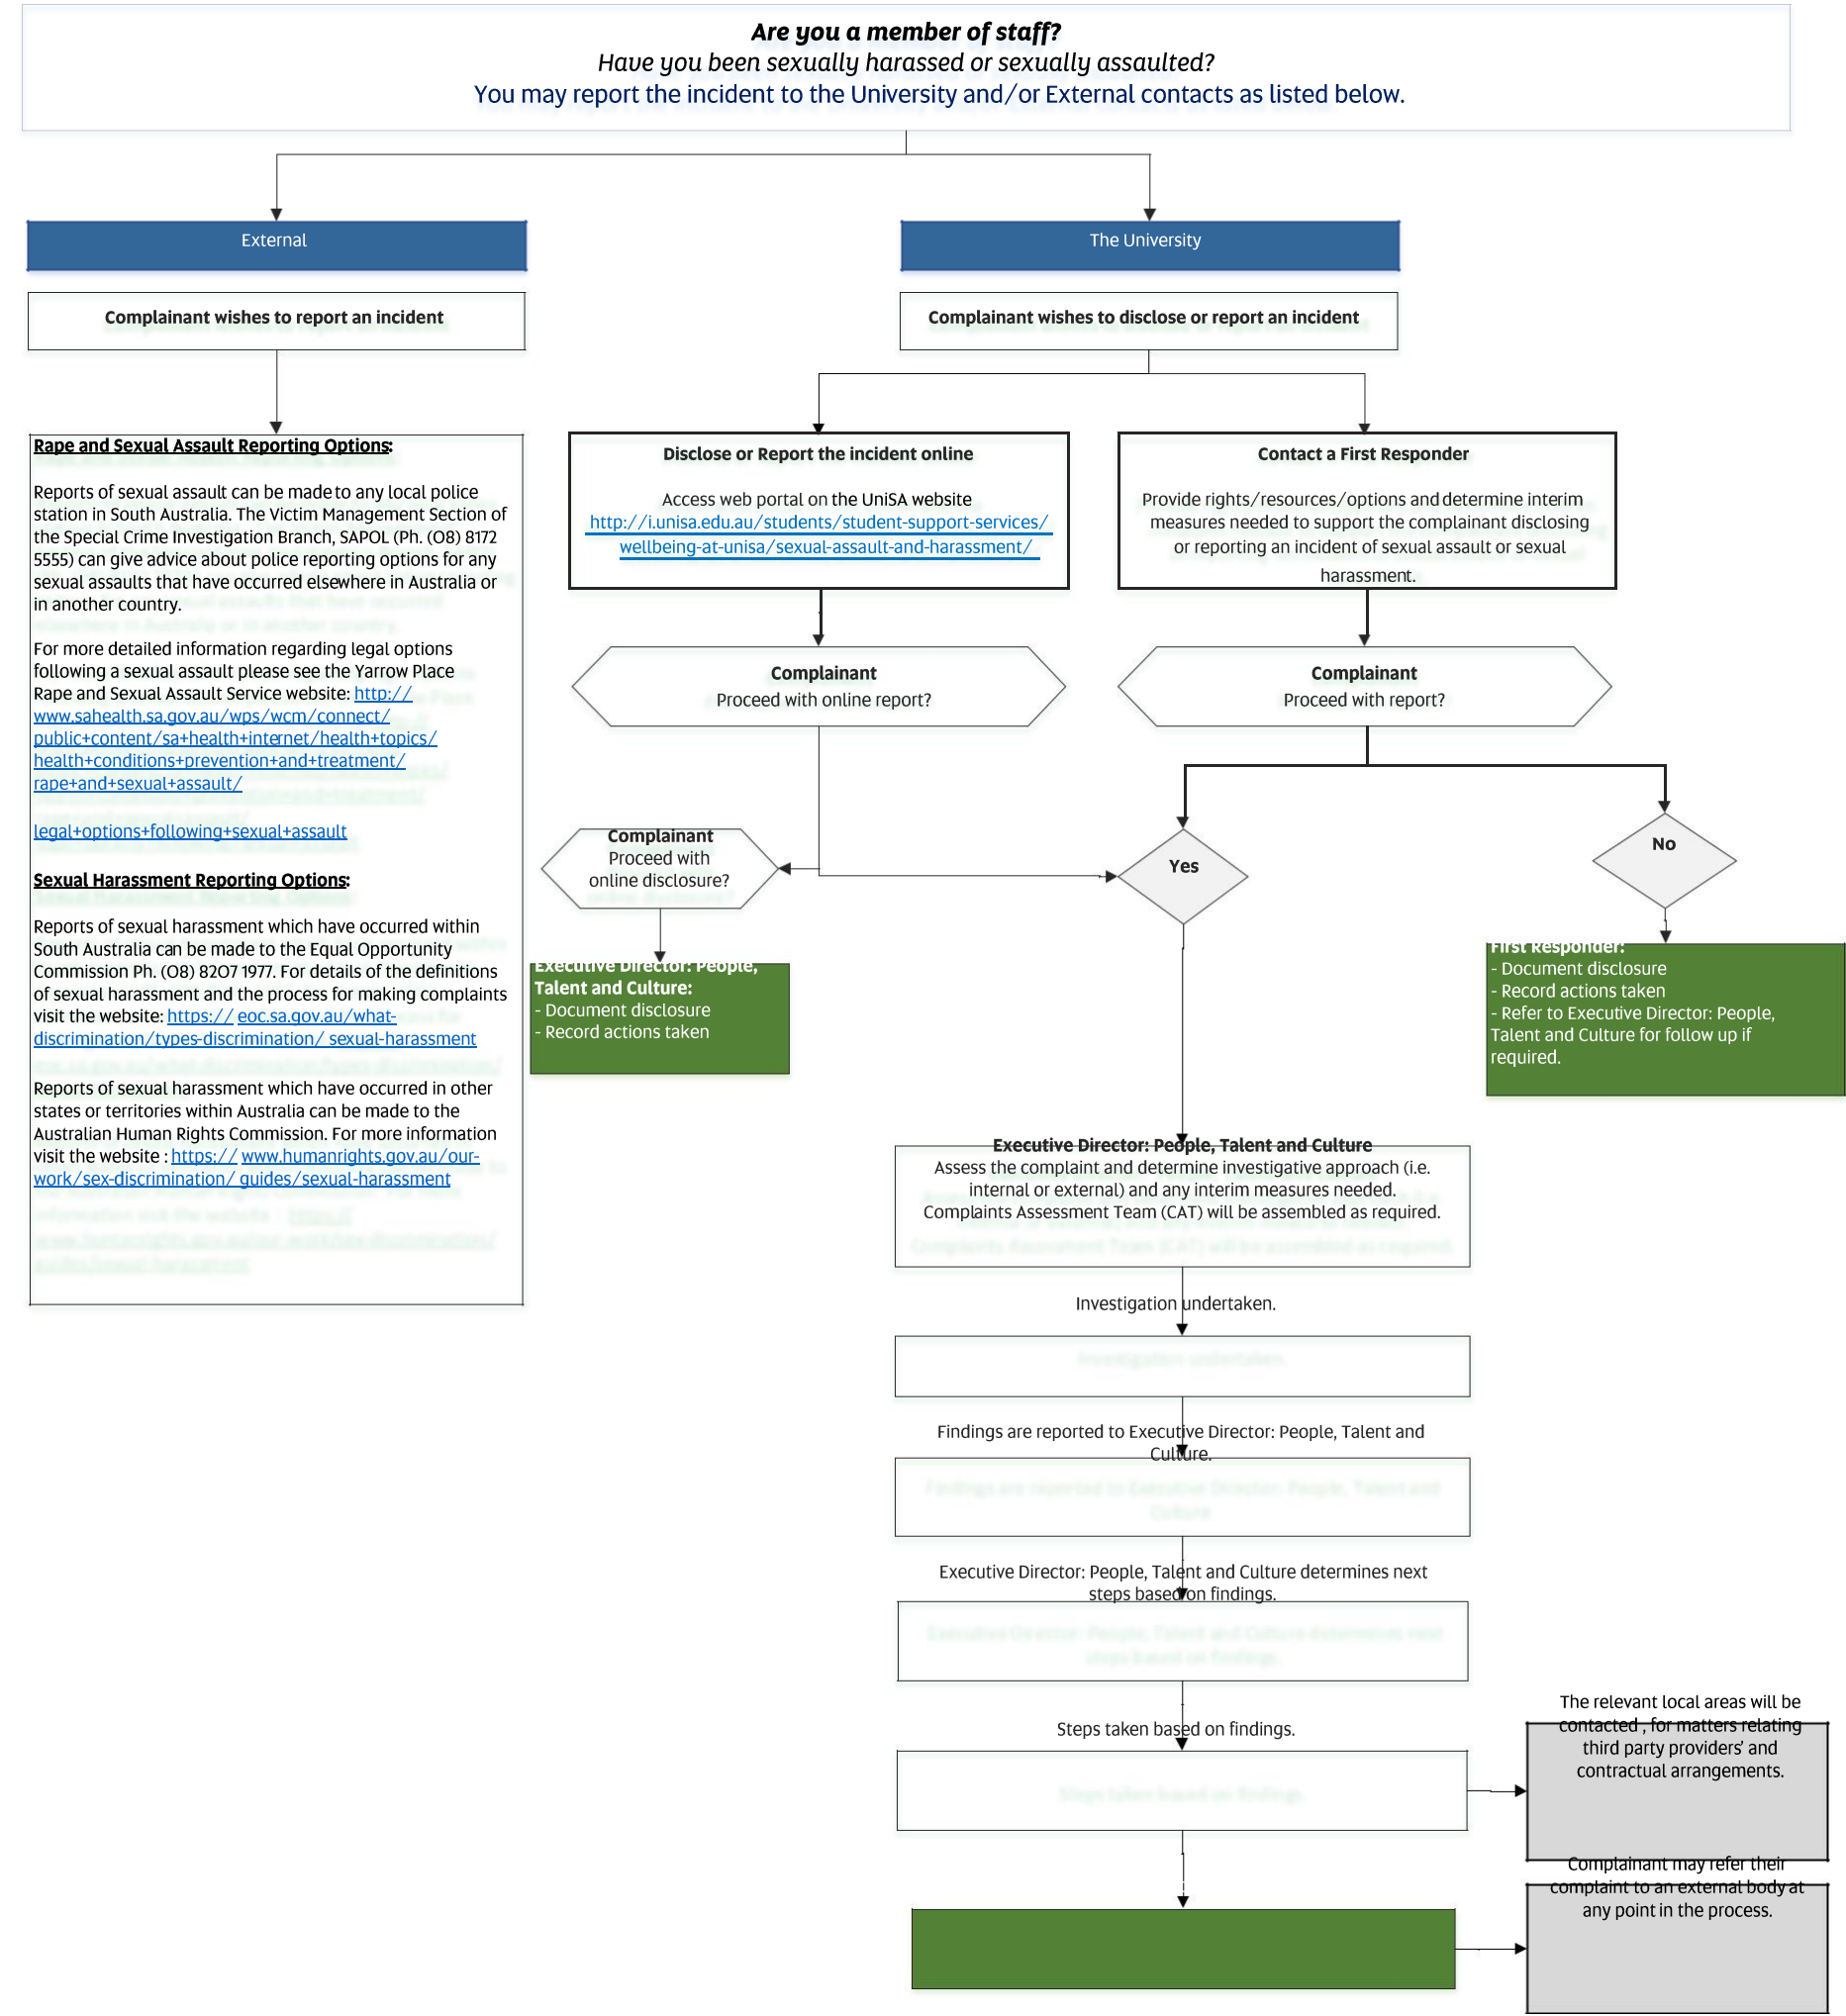 Are you a member of staff?
Have you been sexually harassed or sexually assaulted?
You may report the incident to the University and/or External contacts as listed below.
External
Complainant wishes to report an incident
Rape and Sexual Assault Reporting Options:
Reports of sexual assault can be made to any local police
station in South Australia. The Victim Management Section of
the Special Crime Investigation Branch, SAPOL (Ph. (08) 8172
5555) can give advice about police reporting options for any
sexual assaults that have occurred elsewhere in Australia or
in another country.
For more detailed information regarding legal options
following a sexual assault please see the Yarrow Place
Rape and Sexual Assault Service website: http://
www.sahealth.sa.gov.au/wps/wcm/connect/
public+content/sa+health+internet/health+topics/
health+conditions+prevention+and+treatment/
rape+and+sexual+assault/
legal+options+following+sexual+assault
Sexual Harassment Reporting Options:
Reports of sexual harassment which have occurred within
South Australia can be made to the Equal Opportunity
Commission Ph. (08) 8207 1977. For details of the definitions
of sexual harassment and the process for making complaints
visit the website: https:// eoc.sa.gov.au/what-
discrimination/types-discrimination/ sexual-harassment
Reports of sexual harassment which have occurred in other
states or territories within Australia can be made to the
Australian Human Rights Commission. For more information
visit the website : https:// www.humanrights.gov.au/our-
work/sex-discrimination/ guides/sexual-harassment
The University
Complainant wishes to disclose or report an incident
Disclose or Report the incident online
Access web portal on the UniSA website
http://i.unisa.edu.au/students/student-support-services/
wellbeing-at-unisa/sexual-assault-and-harassment/
Contact a First Responder
Provide rights/resources/options and determine interim
measures needed to support the complainant disclosing
or reporting an incident of sexual assault or sexual
harassment.
Complainant
Proceed with online report?
Complainant
Proceed with report?
Complainant
Proceed with
online disclosure?
Yes
No
Executive Director: People,
Talent and Culture:
- Document disclosure
- Record actions taken
First Responder:
- Document disclosure
- Record actions taken
- Refer to Executive Director: People,
Talent and Culture for follow up if
required.
Executive Director: People, Talent and Culture
Assess the complaint and determine investigative approach (i.e.
internal or external) and any interim measures needed.
Complaints Assessment Team (CAT) will be assembled as required.
Investigation undertaken.
Findings are reported to Executive Director: People, Talent and
Culture.
Executive Director: People, Talent and Culture determines next
steps based on findings.
Steps taken based on findings.
The relevant local areas will be
contacted , for matters relating
third party providers' and
contractual arrangements.
Complainant may refer their
complaint to an external body at
any point in the process.